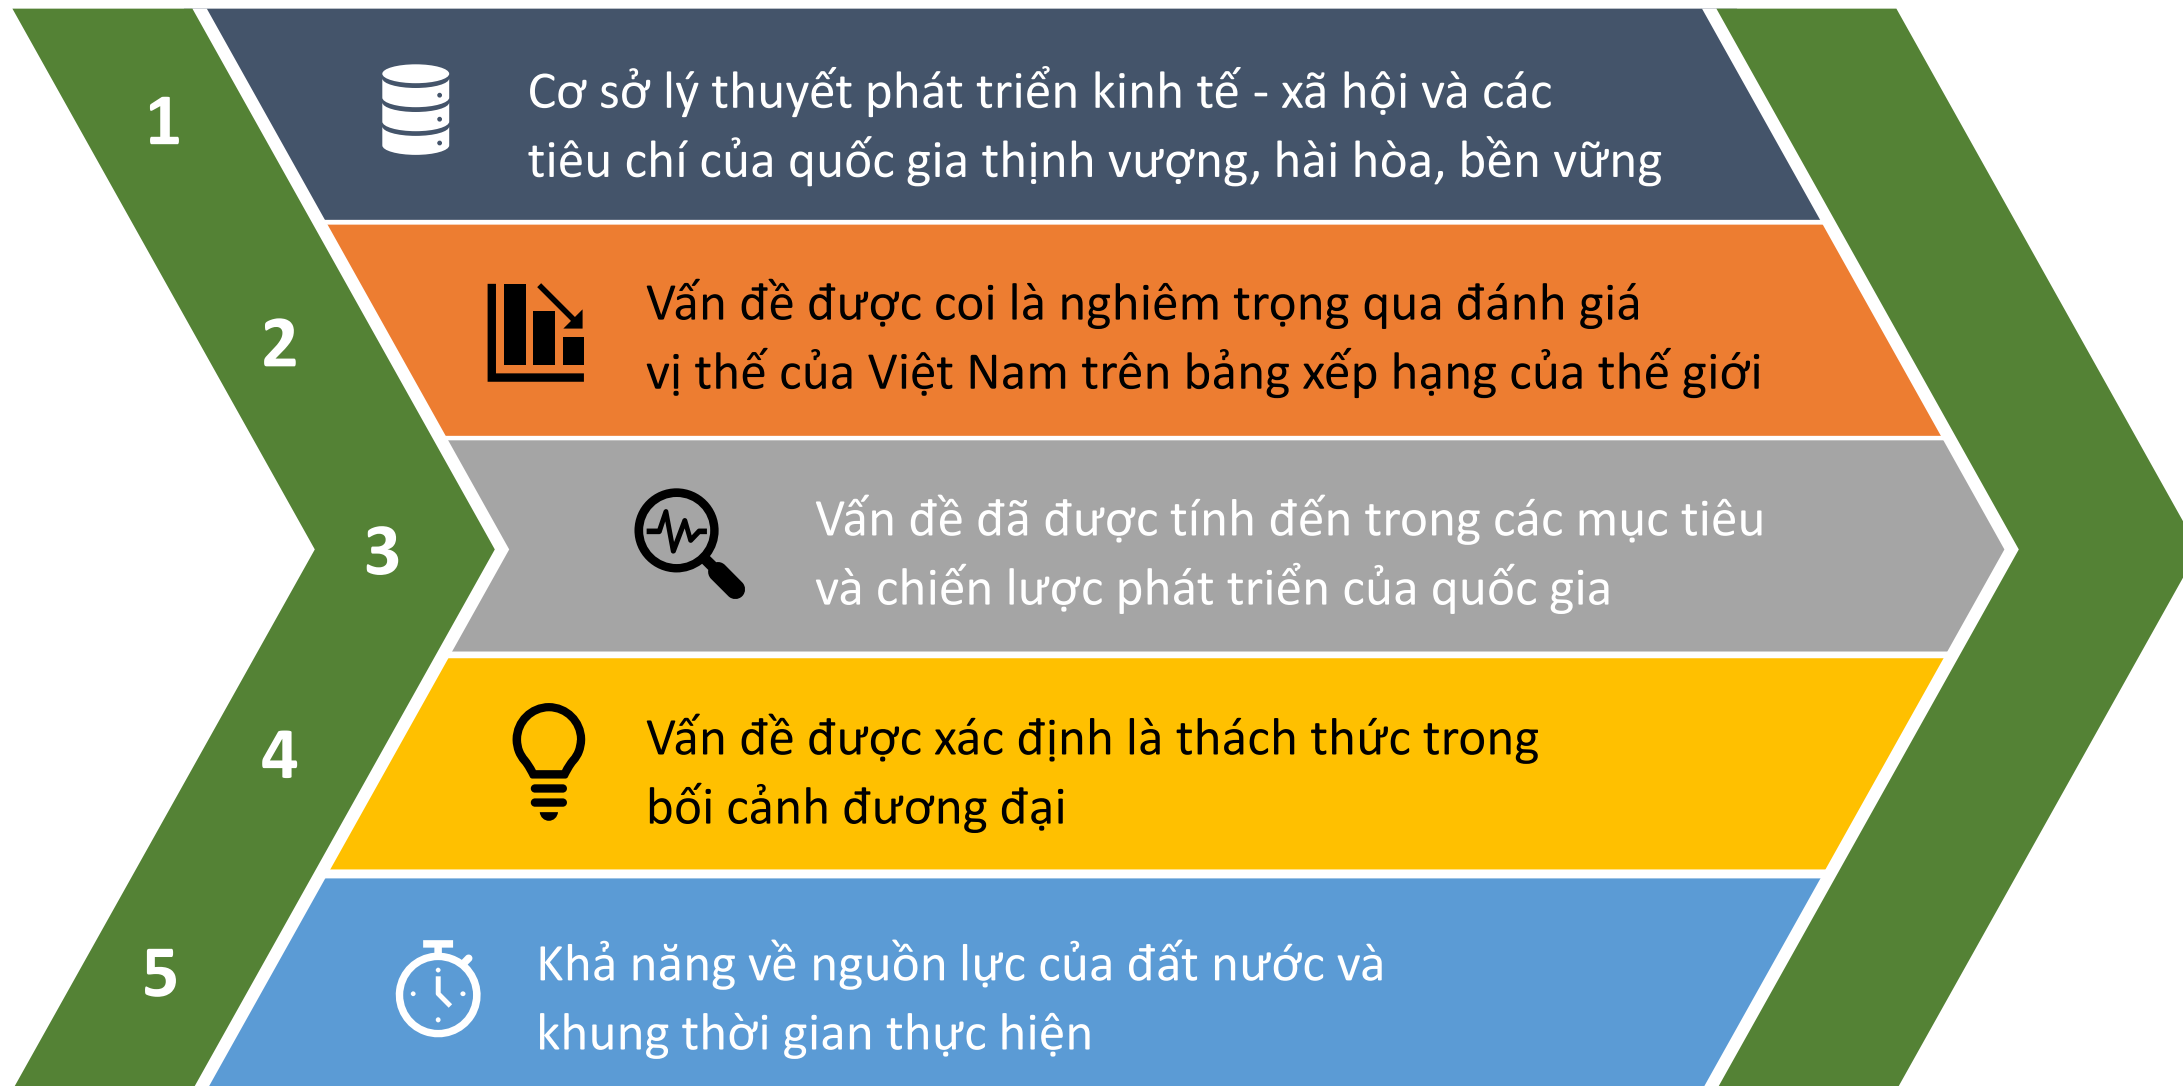 1
Cơ sở lý thuyết phát triển kinh tế - xã hội và các
tiêu chí của quốc gia thịnh vượng, hài hòa, bền vững
2
Vấn đề được coi là nghiêm trọng qua đánh giá
vị thế của Việt Nam trên bảng xếp hạng của thế giới
3
Vấn đề đã được tính đến trong các mục tiêu
và chiến lược phát triển của quốc gia
4
Vấn đề được xác định là thách thức trong
bối cảnh đương đại
5
Khả năng về nguồn lực của đất nước và
khung thời gian thực hiện